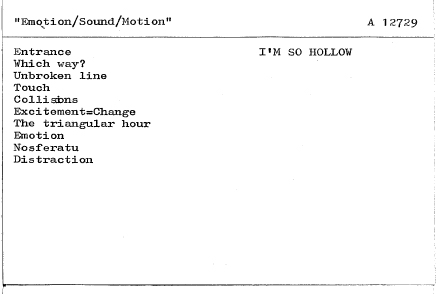 "Emotion/Sound/Motion" A 12729
Entrance I'M SO HOLLOW
Which way?
Unbroken line
Touch
Collisions
Excitement=Change
The triangular hour
Emotion
Nosferatu
Distraction